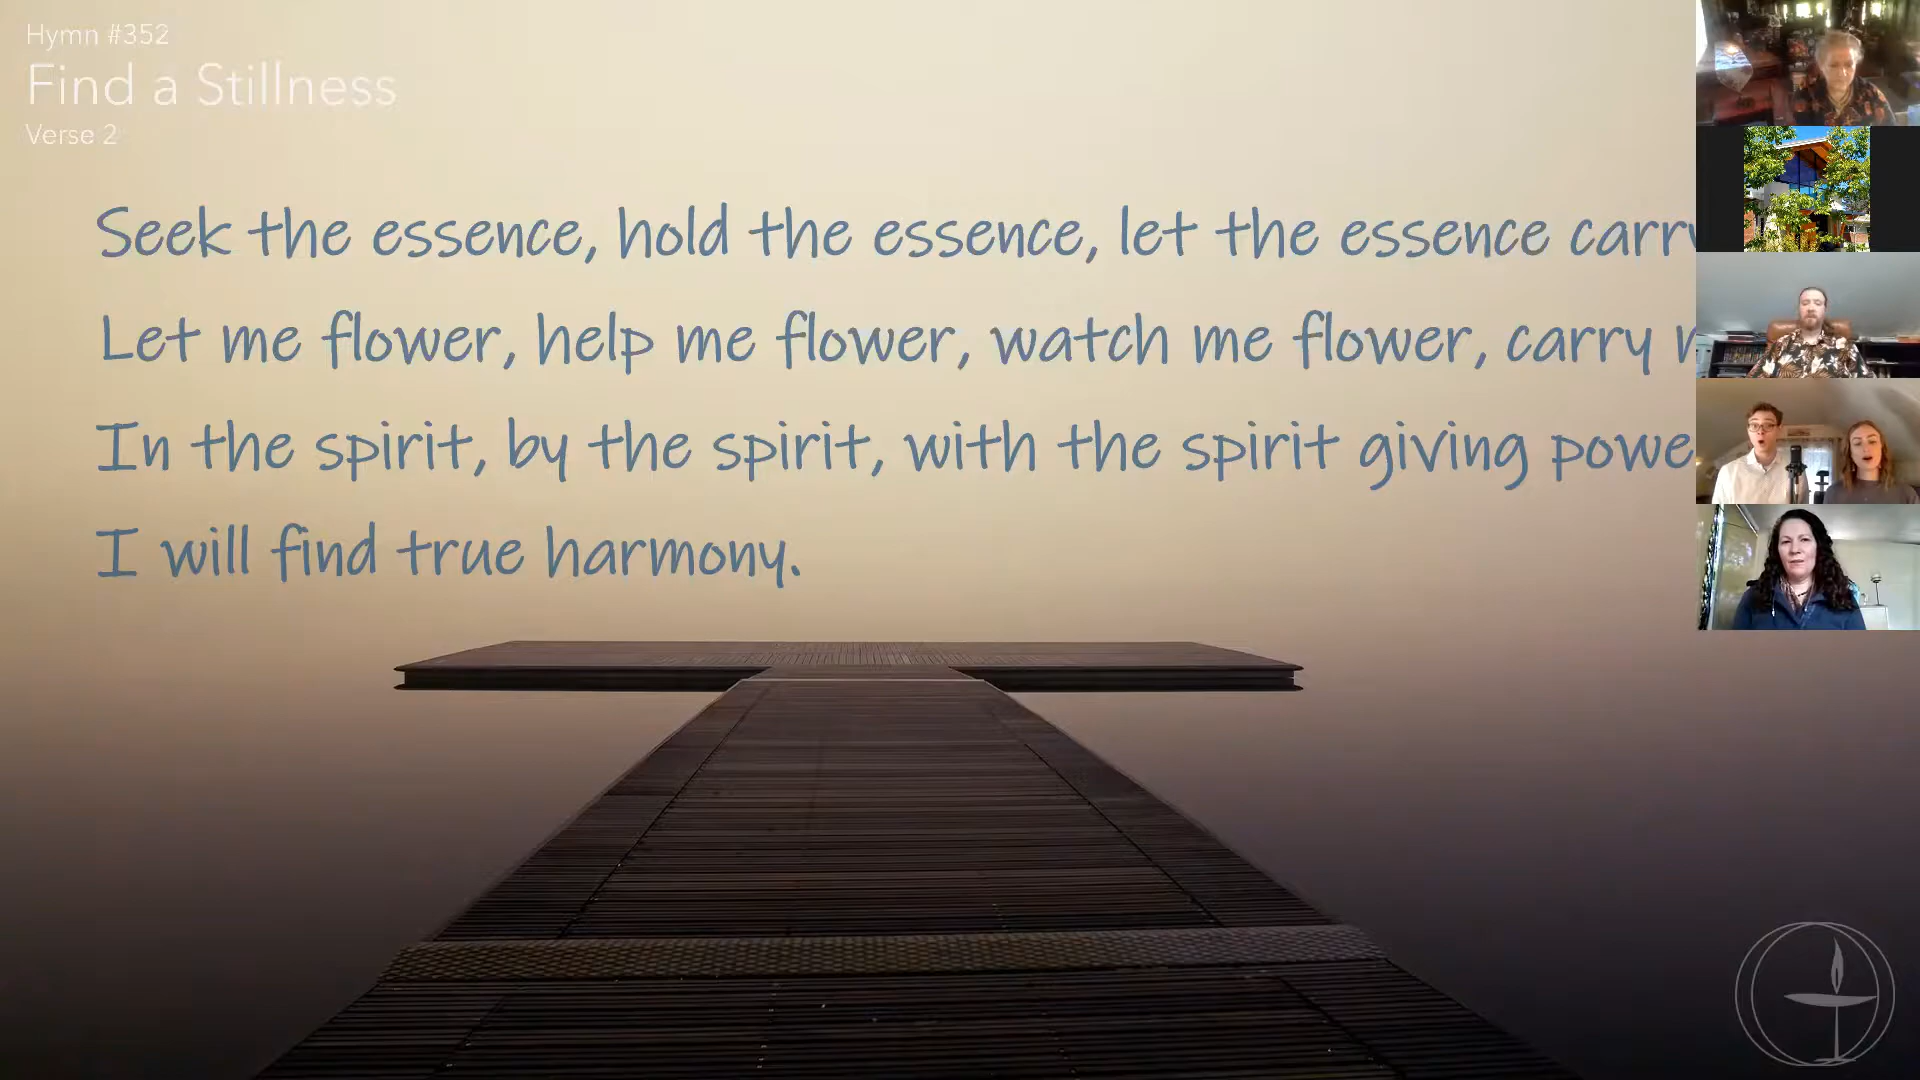 Hymn #352
Find a Stillness
Verse 2
Seek the essence, hold the essence, let the essence carry
Let me flower, help me flower, watch me flower, carry
In the spirit, by the spirit, with the spirit giving
I will find true harmony.